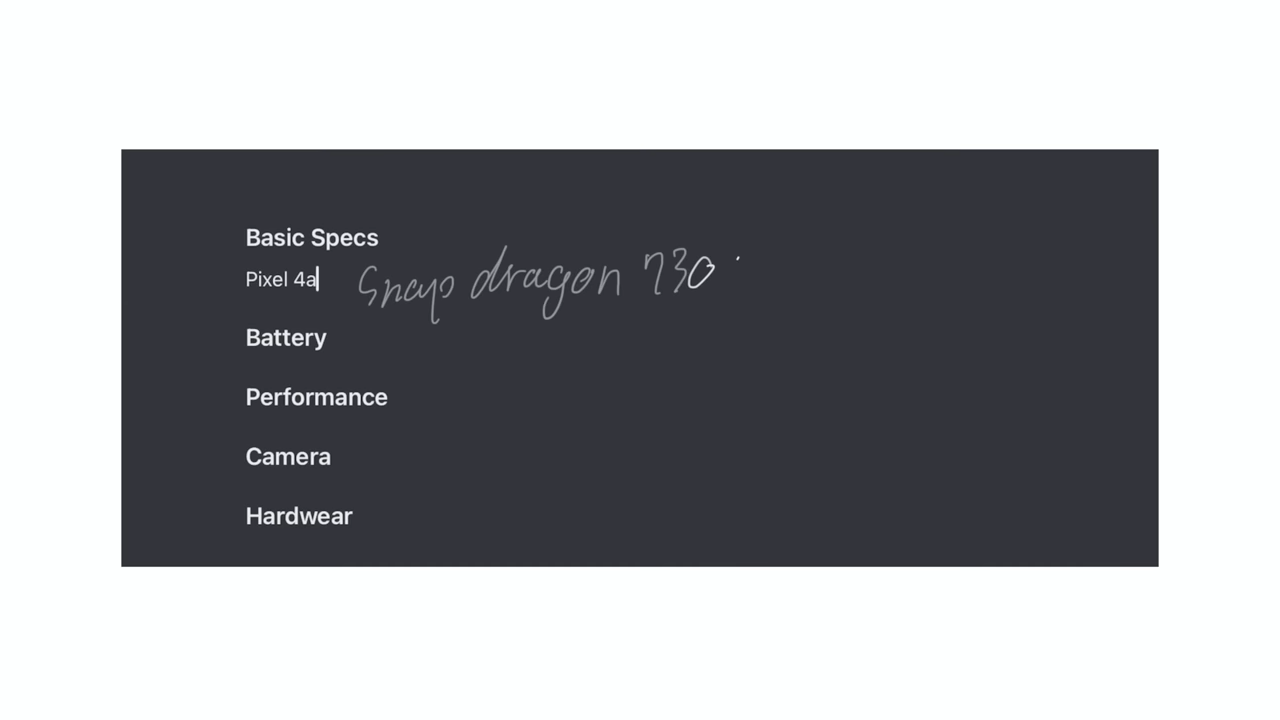 Basic Specs
Pixel 4a Snap dragon 730
Battery
Performance
Camera
Hardwear